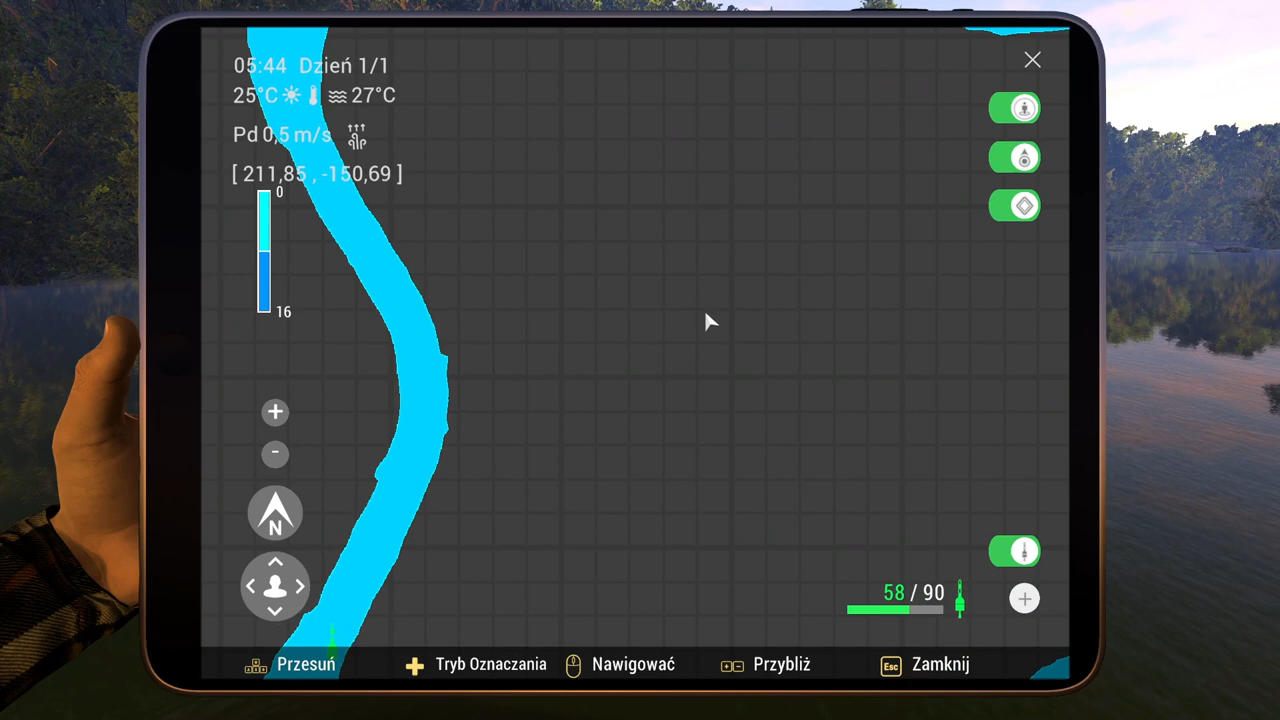 05:44 Dzień 1/1
25°C 27°C
Pd 0,5 m/s
[ 211,85 , -150,69 ]
0
16
+
-
N
58 / 90
Przesuń
Tryb Oznaczania
Nawigować
Przybliż
Esc Zamknij